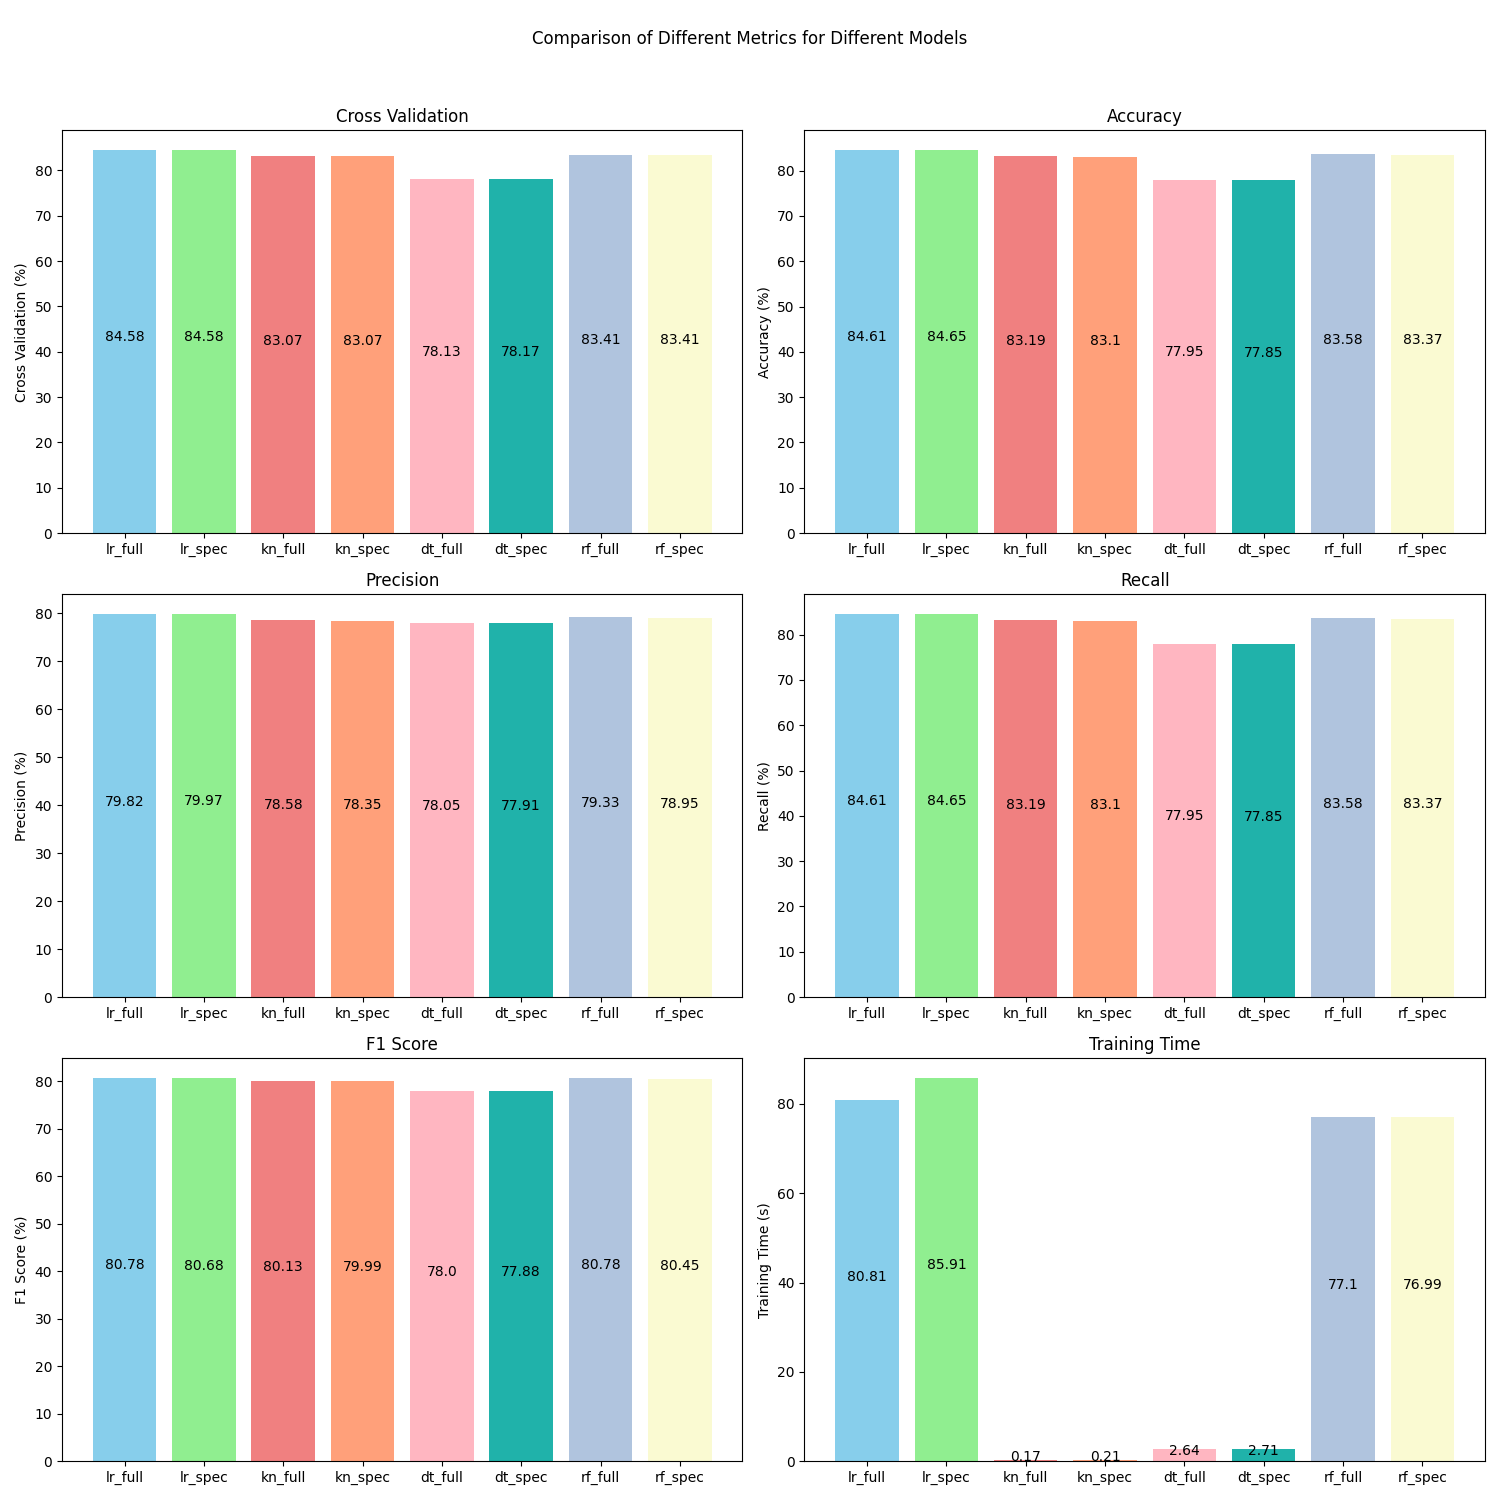 Comparison of Different Metrics for Different Models
Cross Validation
Cross Validation (%)
80
70
60
50
40
30
20
10
0
84.58 84.58 83.07 83.07 78.13 78.17 83.41 83.41
lr_full lr_spec kn_full kn_spec dt_full dt_spec rf_full rf_spec
Accuracy
Accuracy (%)
80
70
60
50
40
30
20
10
0
84.61 84.65 83.19 83.1 77.95 77.85 83.58 83.37
lr_full lr_spec kn_full kn_spec dt_full dt_spec rf_full rf_spec
Precision
Precision (%)
80
70
60
50
40
30
20
10
0
79.82 79.97 78.58 78.35 78.05 77.91 79.33 78.95
lr_full lr_spec kn_full kn_spec dt_full dt_spec rf_full rf_spec
Recall
Recall (%)
80
70
60
50
40
30
20
10
0
84.61 84.65 83.19 83.1 77.95 77.85 83.58 83.37
lr_full lr_spec kn_full kn_spec dt_full dt_spec rf_full rf_spec
F1 Score
F1 Score (%)
80
70
60
50
40
30
20
10
0
80.78 80.68 80.13 79.99 78.0 77.88 80.78 80.45
lr_full lr_spec kn_full kn_spec dt_full dt_spec rf_full rf_spec
Training Time
Training Time (s)
80
60
40
20
0
80.81 85.91 0.17 0.21 2.64 2.71 77.1 76.99
lr_full lr_spec kn_full kn_spec dt_full dt_spec rf_full rf_spec